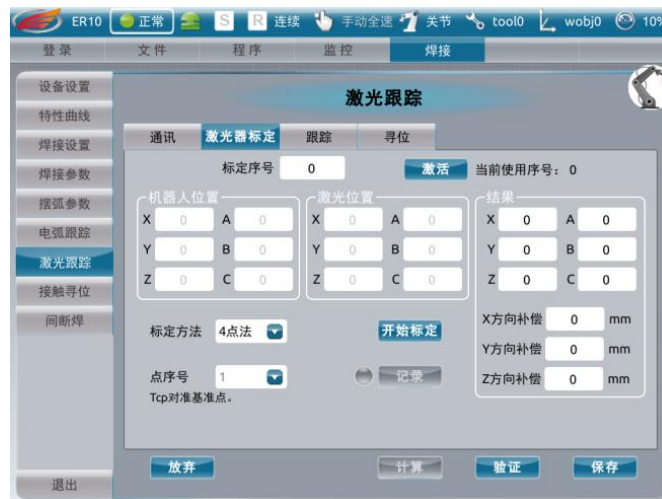 ER10 正常 S R 连续 手动全速 关节 tool0 wobj0 10%
登录 文件 程序 监控 焊接
设备设置
特性曲线
焊接设置
焊接参数
摆弧参数
电弧跟踪
激光跟踪
接触寻位
间断焊
退出
激光跟踪
通讯 激光器标定 跟踪 寻位
标定序号 0 激活 当前使用序号: 0
机器人位置 激光位置 结果
X 0 A 0 X 0 A 0 X 0 A 0
Y 0 B 0 Y 0 B 0 Y 0 B 0
Z 0 C 0 Z 0 C 0 Z 0 C 0
标定方法 4点法 开始标定
X方向补偿 0 mm
Y方向补偿 0 mm
Z方向补偿 0 mm
点序号 1 记录
Tcp对准基准点。
放弃 计算 验证 保存